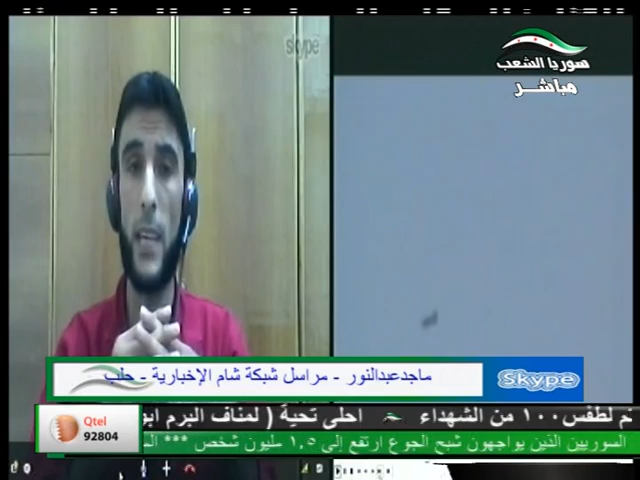 skype
سوريا الشعب
مباشر
ماجدعبدالنور - مراسل شبكة شام الإخبارية - حلب
skype
Qtel
92804
تم لطفس ١٠٠ من الشهداء احلى تحية ( لمناف البرم ابو
السوريين الذين يواجهون شبح الجوع ارتفع إلى ١,٥ مليون شخص ***